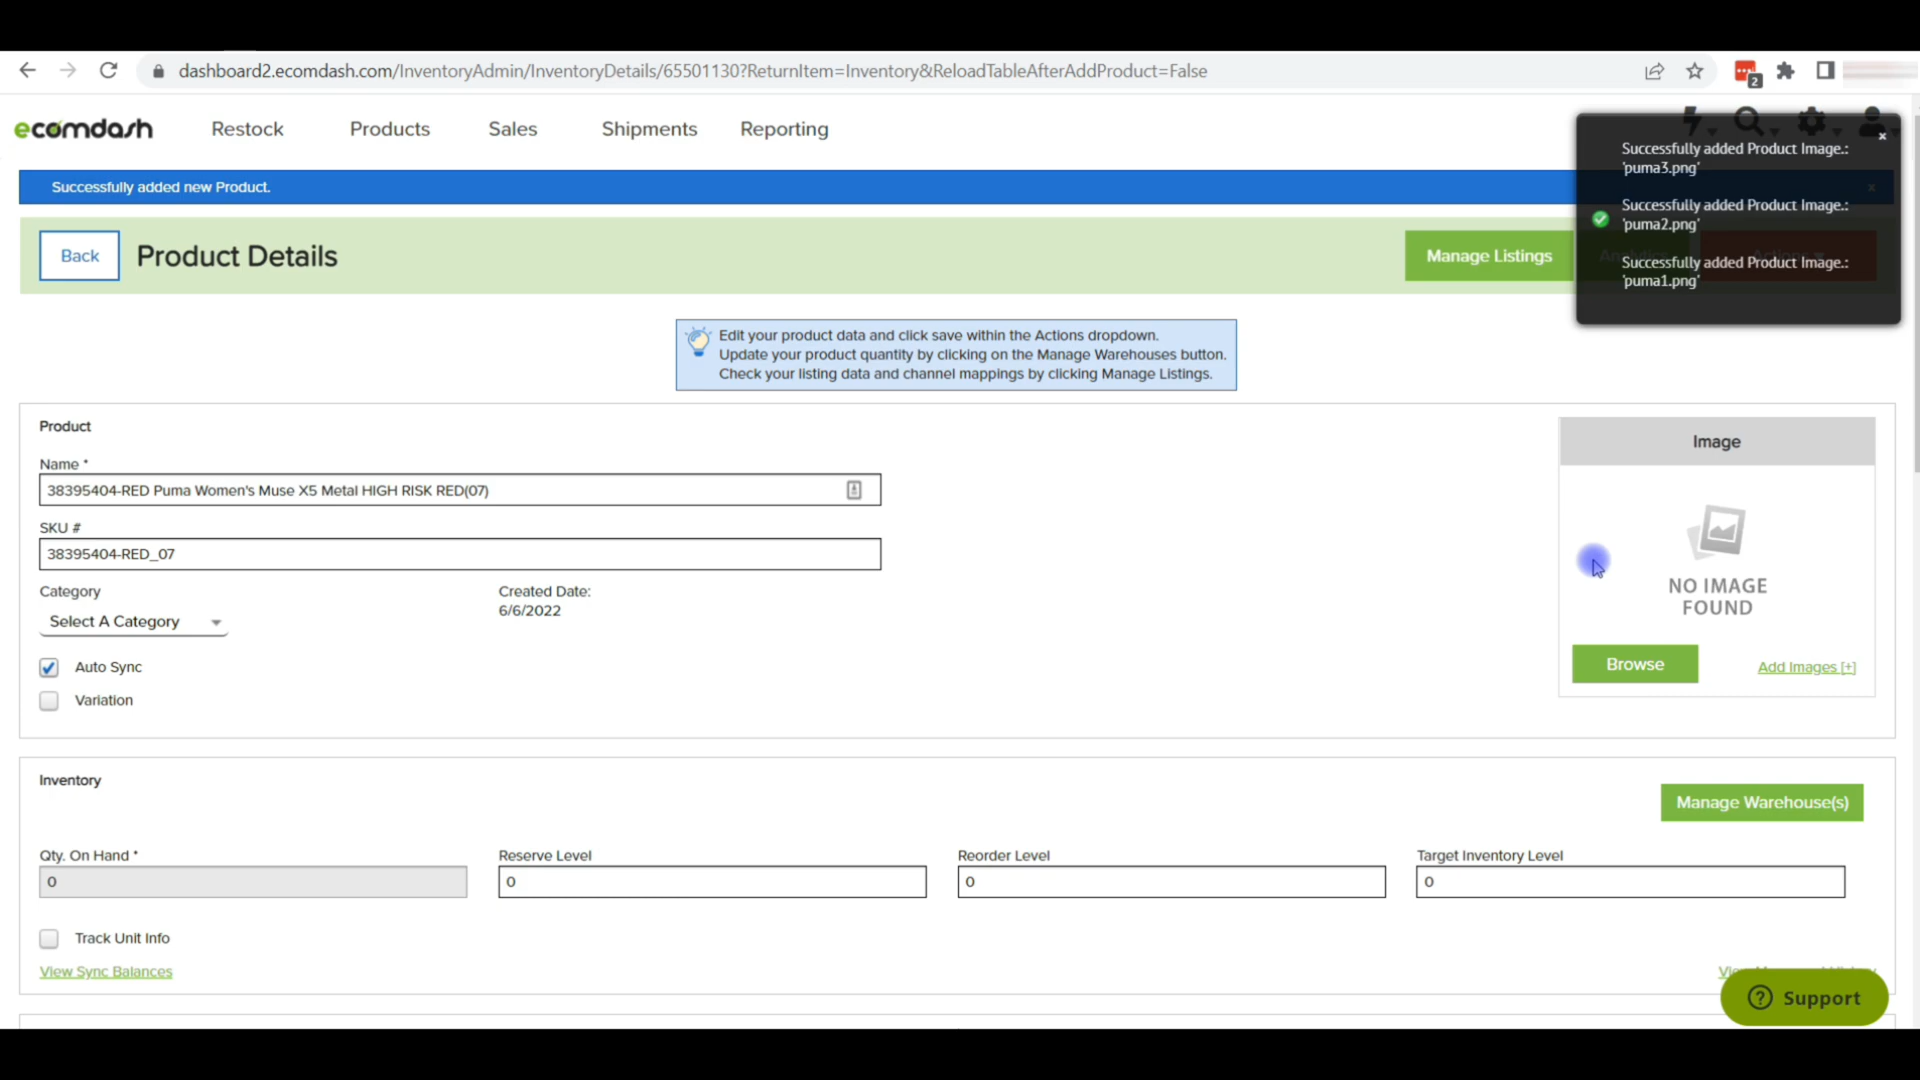 dashboard2.ecomdash.com/InventoryAdmin/InventoryDetails/65501130?ReturnItem=Inventory&ReloadTableAfterAddProduct=False
2
ecomdash
Restock
Products
Sales
Shipments
Reporting
Successfully added new Product.
x
Successfully added Product Image.:
'puma3.png'
Successfully added Product Image.:
'puma2.png'
Successfully added Product Image.:
'puma1.png'
Back
Product Details
Manage Listings
Edit your product data and click save within the Actions dropdown.
Update your product quantity by clicking on the Manage Warehouses button.
Check your listing data and channel mappings by clicking Manage Listings.
Product
Name *
38395404-RED Puma Women's Muse X5 Metal HIGH RISK RED(07)
SKU #
38395404-RED_07
Category
Select A Category
Created Date:
6/6/2022
Auto Sync
Variation
Image
NO IMAGE
FOUND
Browse
Add Images [+]
Inventory
Manage Warehouse(s)
Qty. On Hand *
0
Reserve Level
0
Reorder Level
0
Target Inventory Level
0
Track Unit Info
View Sync Balances
Support